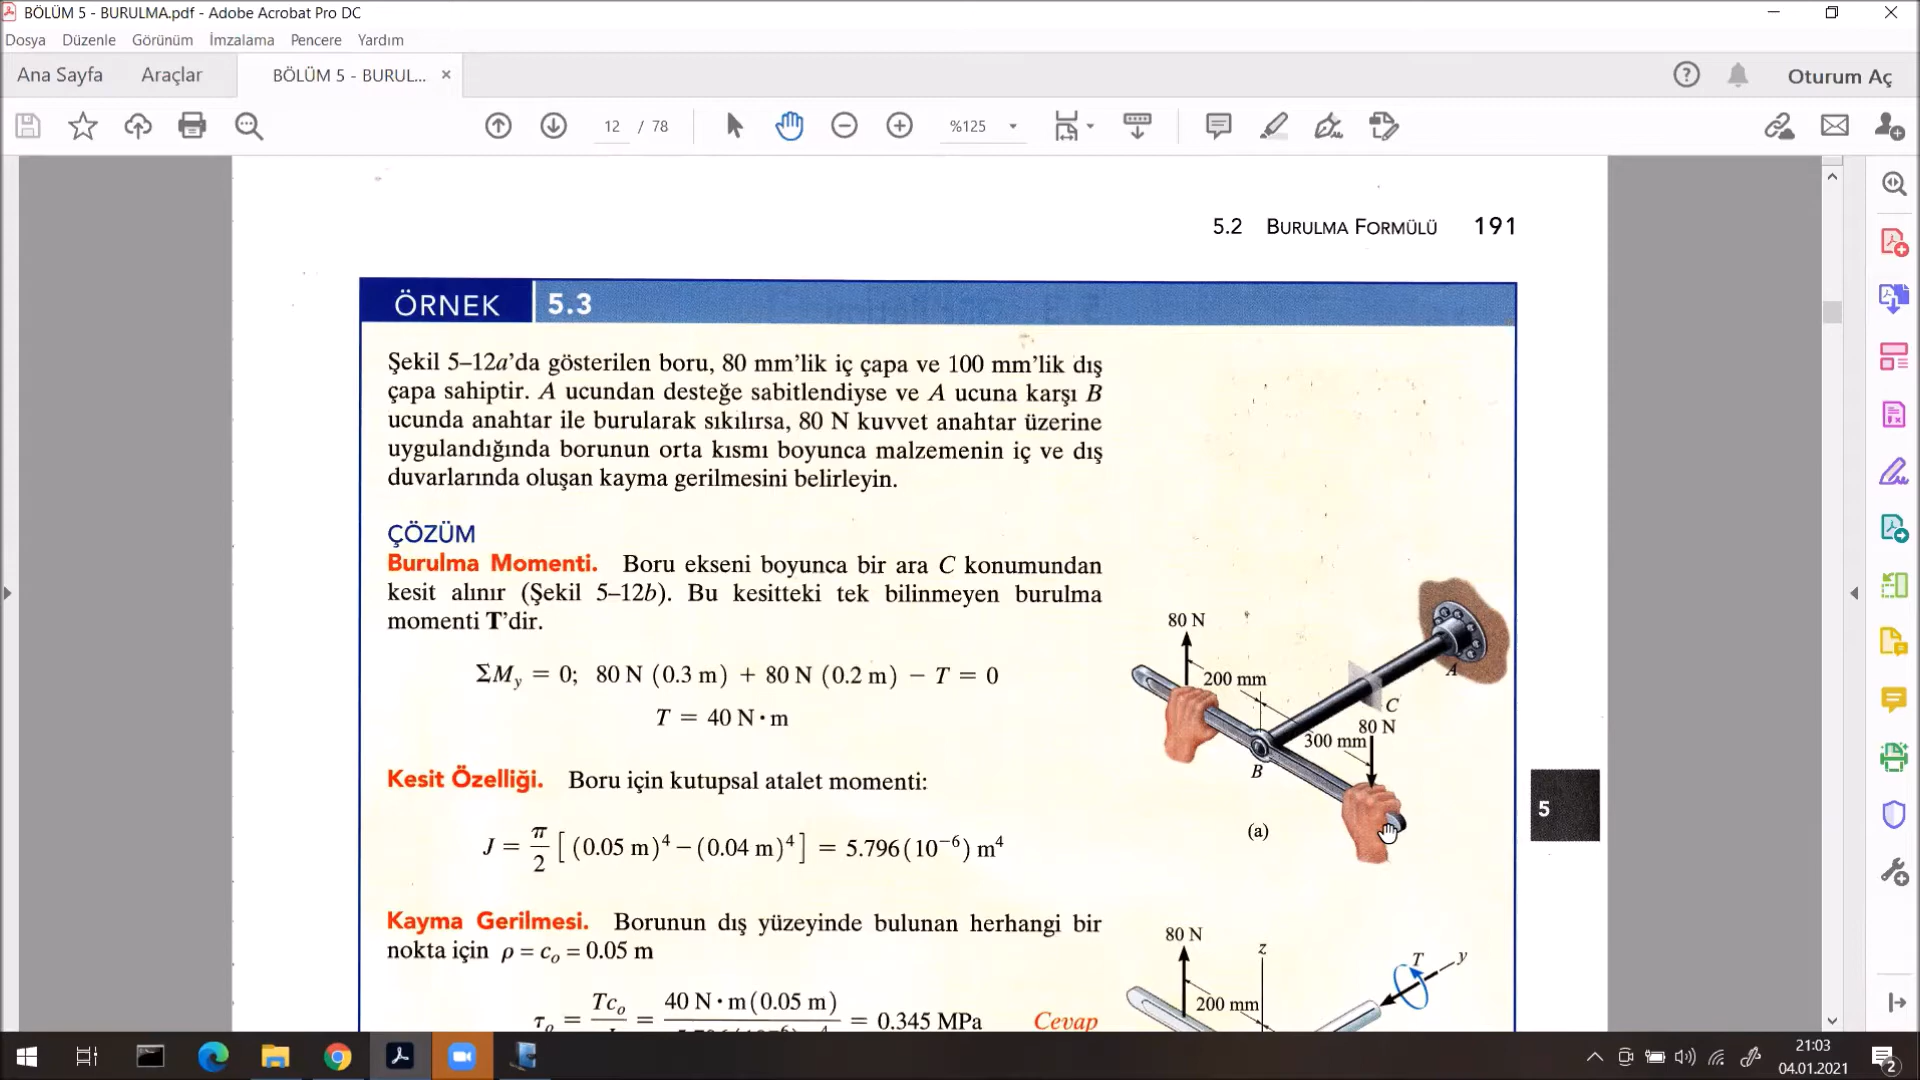 BÖLÜM 5 - BURULMA.pdf - Adobe Acrobat Pro DC
Dosya Düzenle Görünüm İmzalama Pencere Yardım
Ana Sayfa Araçlar BÖLÜM 5 - BURUL... × Oturum Aç
12 / 78 %125
5.2 BURULMA FORMÜLÜ 191
ÖRNEK 5.3
Şekil 5–12a’da gösterilen boru, 80 mm’lik iç çapa ve 100 mm’lik dış
çapa sahiptir. A ucundan desteğe sabitlendiyse ve A ucuna karşı B
ucunda anahtar ile burularak sıkılırsa, 80 N kuvvet anahtar üzerine
uygulandığında borunun orta kısmı boyunca malzemenin iç ve dış
duvarlarında oluşan kayma gerilmesini belirleyin.
ÇÖZÜM
Burulma Momenti. Boru ekseni boyunca bir ara C konumundan
kesit alınır (Şekil 5–12b). Bu kesitteki tek bilinmeyen burulma
momenti T’dir.
ΣMy = 0; 80 N (0.3 m) + 80 N (0.2 m) − T = 0
T = 40 N·m
Kesit Özelliği. Boru için kutupsal atalet momenti:
J = π/2 [(0.05 m)⁴ − (0.04 m)⁴] = 5.796(10⁻⁶) m⁴
Kayma Gerilmesi. Borunun dış yüzeyinde bulunan herhangi bir
nokta için ρ = co = 0.05 m
τo = Tco/J = 40 N·m(0.05 m) = 0.345 MPa Cevap
80 N
200 mm
A
C
80 N
300 mm
B
(a)
5
80 N
z
T
y
200 mm
21:03
04.01.2021
2